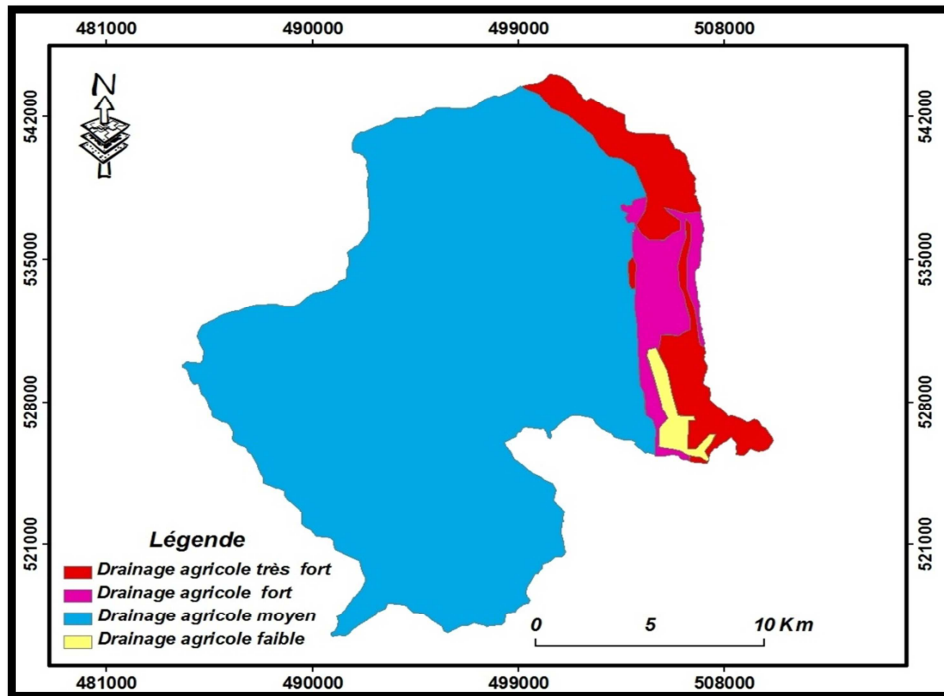 481000 490000 499000 508000
N
542000 542000
535000 535000
528000 528000
521000 521000
Légende
Drainage agricole très fort
Drainage agricole fort
Drainage agricole moyen
Drainage agricole faible
0 5 10 Km
481000 490000 499000 508000